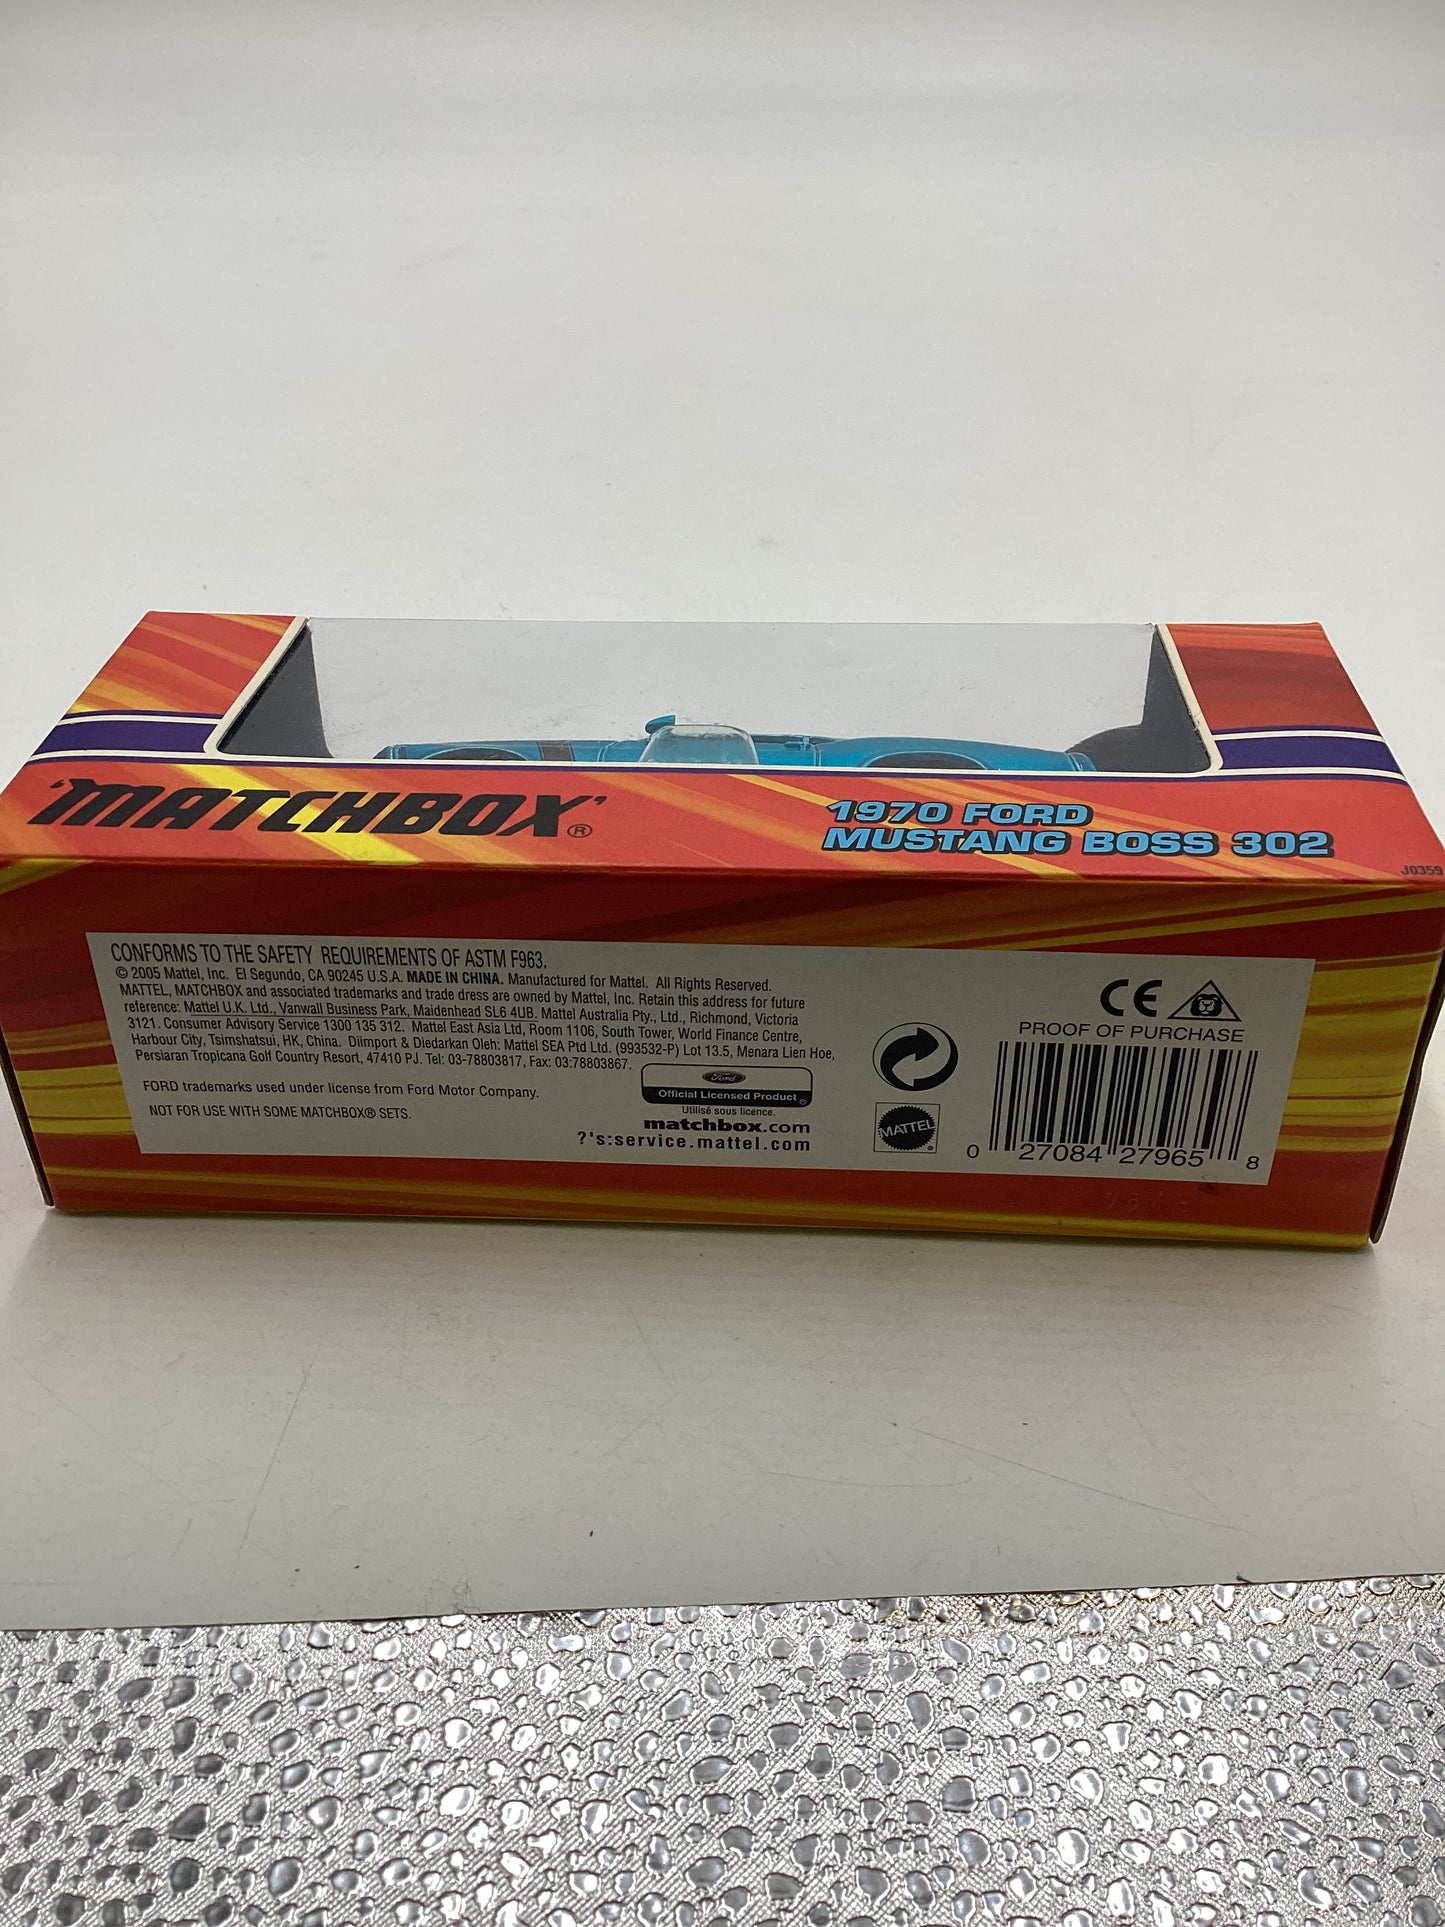 'MATCHBOX'®
1970 FORD
MUSTANG BOSS 302
J0359
CONFORMS TO THE SAFETY REQUIREMENTS OF ASTM F963.
© 2005 Mattel, Inc. El Segundo, CA 90245 U.S.A. MADE IN CHINA. Manufactured for Mattel. All Rights Reserved.
MATTEL, MATCHBOX and associated trademarks and trade dress are owned by Mattel, Inc. Retain this address for future
reference: Mattel U.K. Ltd., Vanwall Business Park, Maidenhead SL6 4UB. Mattel Australia Pty., Ltd., Richmond, Victoria
3121. Consumer Advisory Service 1300 135 312. Mattel East Asia Ltd, Room 1106, South Tower, World Finance Centre,
Harbour City, Tsimshatsui, HK, China. Diimport & Diedarkan Oleh: Mattel SEA Ptd Ltd. (993532-P) Lot 13.5, Menara Lien Hoe,
Persiaran Tropicana Golf Country Resort, 47410 PJ. Tel: 03-78803817, Fax: 03:78803867.
FORD trademarks used under license from Ford Motor Company.
NOT FOR USE WITH SOME MATCHBOX® SETS.
Ford
Official Licensed Product
Utilisé sous licence.
matchbox.com
?'s:service.mattel.com
MATTEL®
CE
PROOF OF PURCHASE
0 27084 27965 8